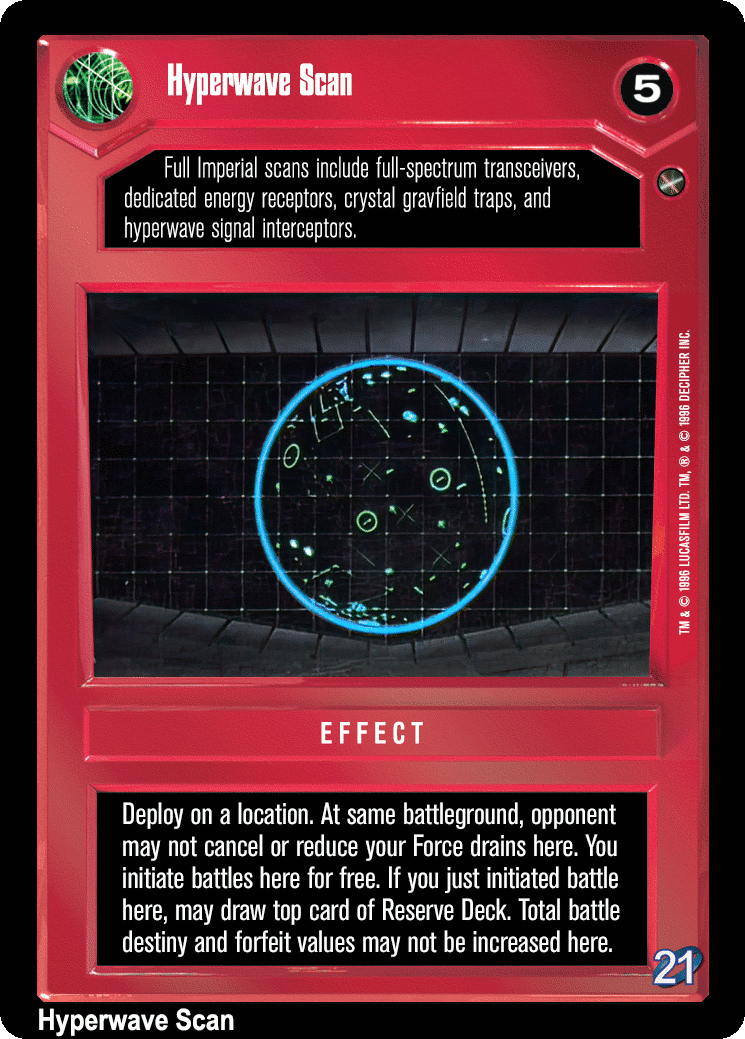 Hyperwave Scan
5
Full Imperial scans include full-spectrum transceivers,
dedicated energy receptors, crystal gravfield traps, and
hyperwave signal interceptors.
TM & © 1996 LUCASFILM LTD. TM, ® & © 1996 DECIPHER INC.
EFFECT
Deploy on a location. At same battleground, opponent
may not cancel or reduce your Force drains here. You
initiate battles here for free. If you just initiated battle
here, may draw top card of Reserve Deck. Total battle
destiny and forfeit values may not be increased here.
21
Hyperwave Scan